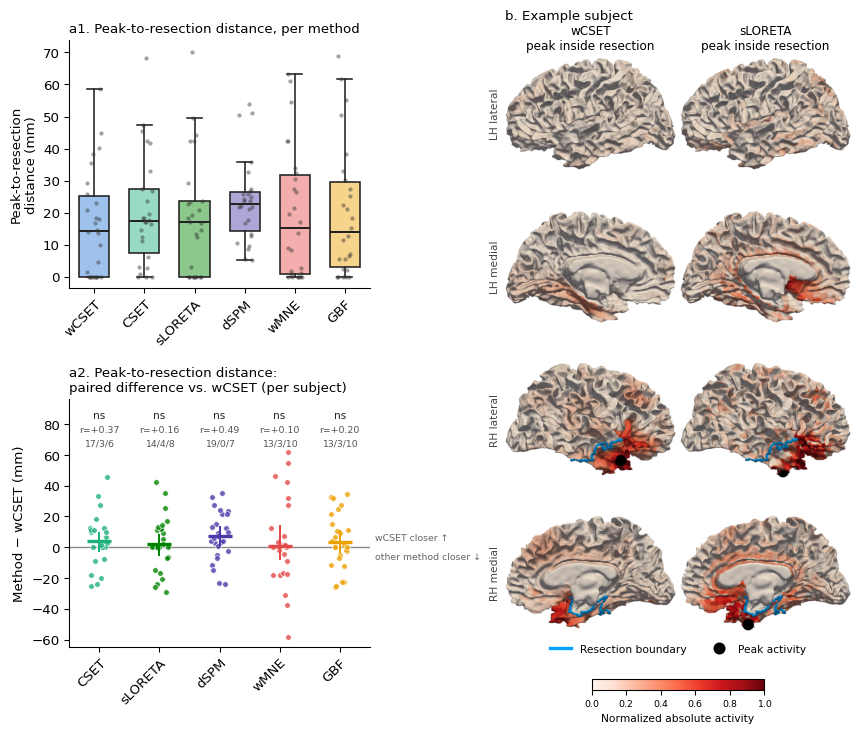 a1. Peak-to-resection distance, per method
Peak-to-resection
distance (mm)
70
60
50
40
30
20
10
0
wCSET
CSET
sLORETA
dSPM
wMNE
GBF
a2. Peak-to-resection distance:
paired difference vs. wCSET (per subject)
Method − wCSET (mm)
80
60
40
20
0
−20
−40
−60
ns ns ns ns ns
r=+0.37 r=+0.16 r=+0.49 r=+0.10 r=+0.20
17/3/6 14/4/8 19/0/7 13/3/10 13/3/10
wCSET closer ↑
other method closer ↓
CSET
sLORETA
dSPM
wMNE
GBF
b. Example subject
wCSET
peak inside resection
sLORETA
peak inside resection
LH lateral
LH medial
RH lateral
RH medial
Resection boundary
Peak activity
0.0 0.2 0.4 0.6 0.8 1.0
Normalized absolute activity